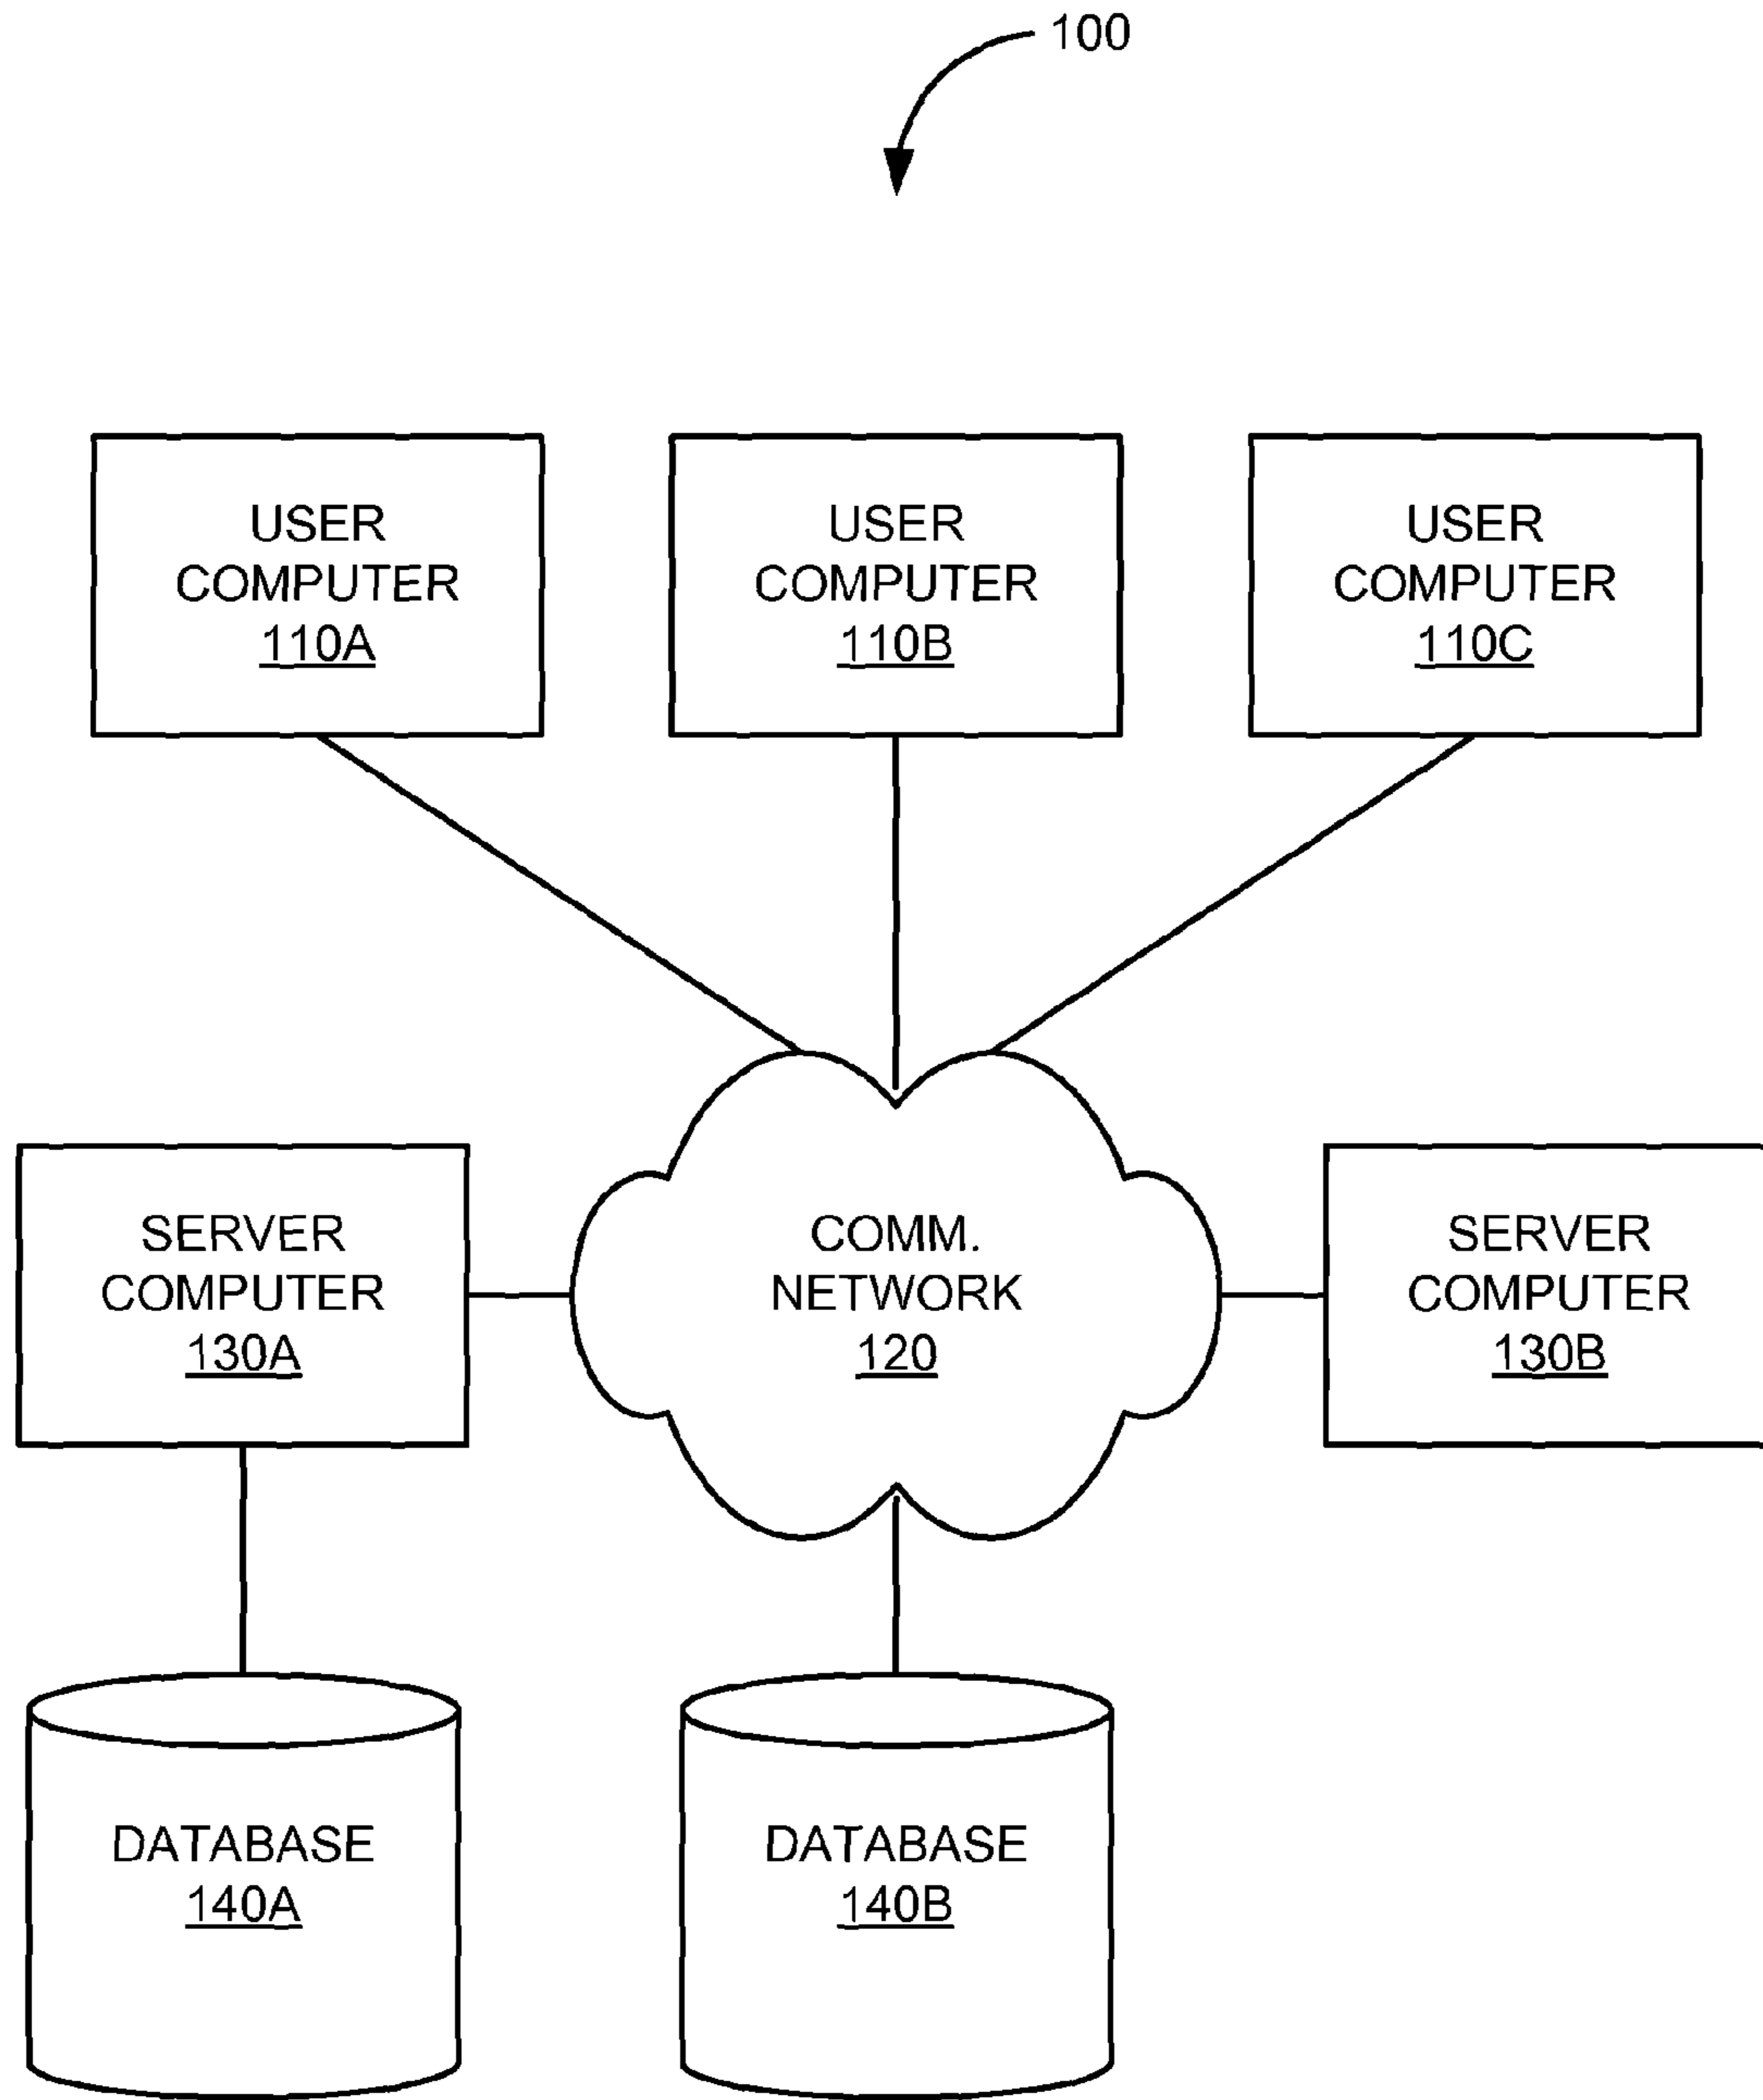 100
USER
COMPUTER
110A
USER
COMPUTER
110B
USER
COMPUTER
110C
SERVER
COMPUTER
130A
COMM.
NETWORK
120
SERVER
COMPUTER
130B
DATABASE
140A
DATABASE
140B